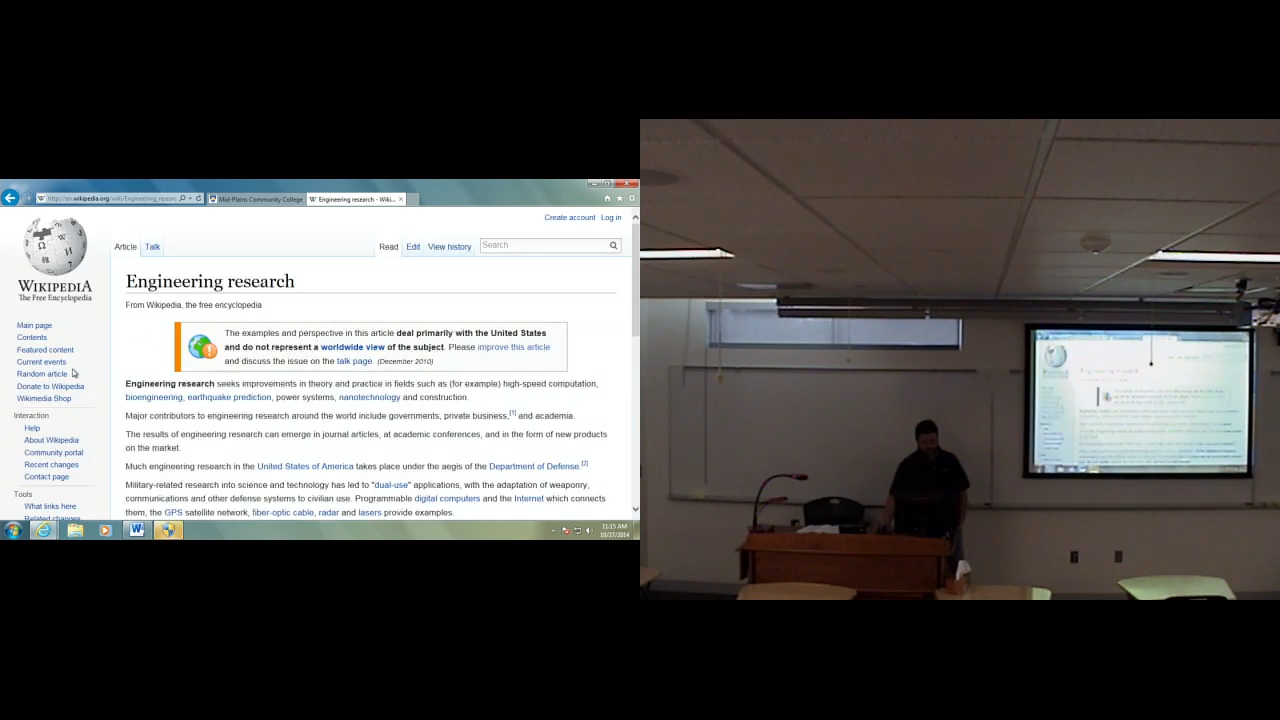 http://en.wikipedia.org/wiki/Engineering_researc
Mid-Plains Community College
Engineering research - Wiki...
Create account Log in
WIKIPEDIA
The Free Encyclopedia
Article Talk
Read Edit View history
Search
Engineering research
From Wikipedia, the free encyclopedia
The examples and perspective in this article deal primarily with the United States
and do not represent a worldwide view of the subject. Please improve this article
and discuss the issue on the talk page. (December 2010)
Engineering research seeks improvements in theory and practice in fields such as (for example) high-speed computation,
bioengineering, earthquake prediction, power systems, nanotechnology and construction.
Major contributors to engineering research around the world include governments, private business,[1] and academia.
The results of engineering research can emerge in journal articles, at academic conferences, and in the form of new products
on the market.
Much engineering research in the United States of America takes place under the aegis of the Department of Defense.[2]
Military-related research into science and technology has led to "dual-use" applications, with the adaptation of weaponry,
communications and other defense systems to civilian use. Programmable digital computers and the Internet which connects
them, the GPS satellite network, fiber-optic cable, radar and lasers provide examples.
Main page
Contents
Featured content
Current events
Random article
Donate to Wikipedia
Wikimedia Shop
Interaction
Help
About Wikipedia
Community portal
Recent changes
Contact page
Tools
What links here
Related changes
11:15 AM
10/27/2014